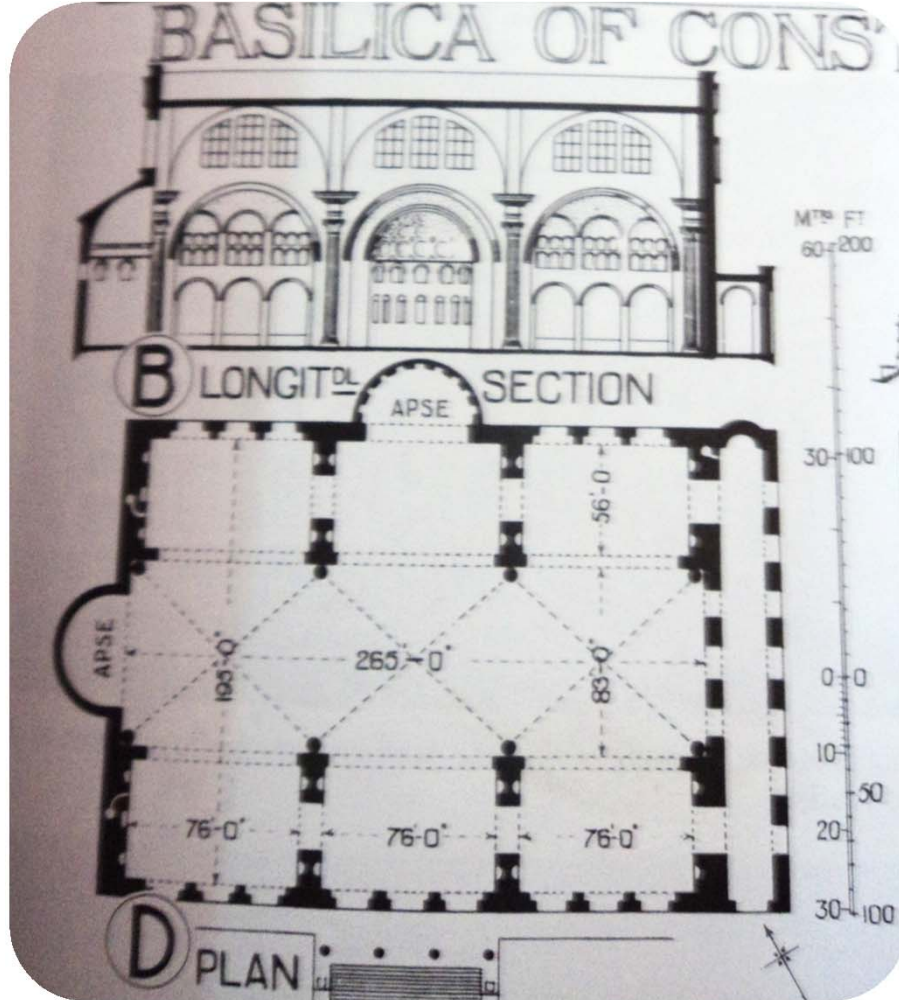 BASILICA OF CONST
MTRS FT
60 200
B LONGITDL SECTION
APSE
30 100
56'-0"
APSE
195'-0"
265'-0"
83'-0"
0 0
10
50
76'-0"
76'-0"
76'-0"
20
30 100
D PLAN